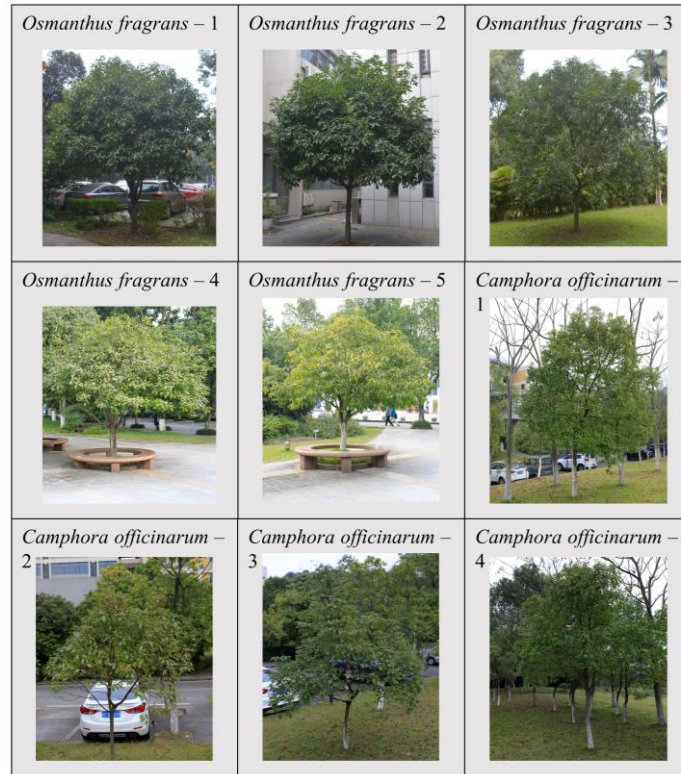 Osmanthus fragrans – 1
Osmanthus fragrans – 2
Osmanthus fragrans – 3
Osmanthus fragrans – 4
Osmanthus fragrans – 5
Camphora officinarum –
1
Camphora officinarum –
2
Camphora officinarum –
3
Camphora officinarum –
4